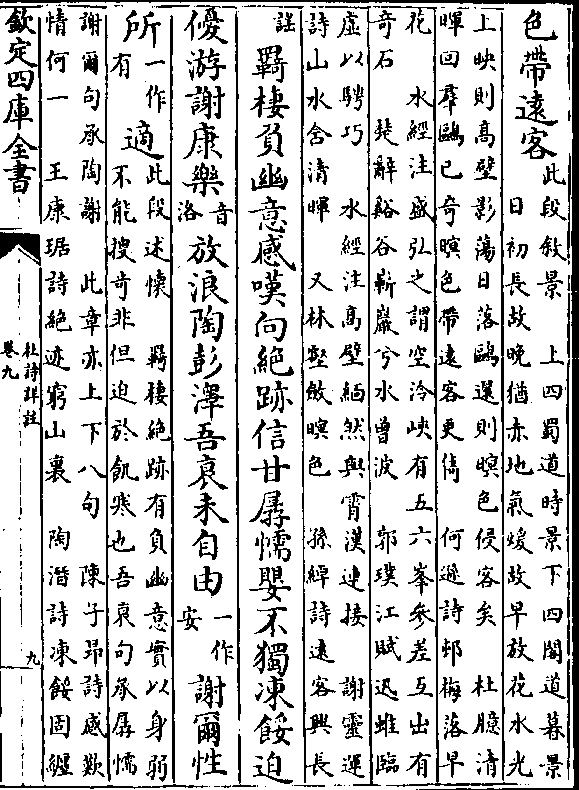 色帶遠客
此段敘景　上四蜀道時景下四閣道暮景
日初長故晚猶赤地氣煖故早放花水光
上映則高壁影蕩日落鷗還則暝色侵客矣　杜臆清
暉回羣鷗已奇暝色帶遠客更儁　何遜詩邨梅落早
花　水經注盛弘之謂空泠峽有五六峯參差互出有
奇石　楚辭谿谷嶄巖兮水曾波　郭璞江賦迅蜼臨
虛以騁巧　水經注高壁緬然與霄漢連接　謝靈運
詩山水含清暉　又林壑斂暝色　孫綽詩遠客興長
謠
羇棲負幽意感嘆向絕跡信甘孱懦嬰不獨凍餒迫
優游謝康樂音洛放浪陶彭澤吾衰未自由一作安謝爾性
所一作有適
此段述懷　羇棲絕跡有負幽意實以身弱
不能搜奇非但迫於飢寒也吾衰句承孱懦
謝爾句承陶謝　此章亦上下八句　陳子昂詩感歎
情何一　王康琚詩絕迹窮山裏　陶潛詩凍餒固纏
欽定四庫全書
杜詩詳註
卷九
九